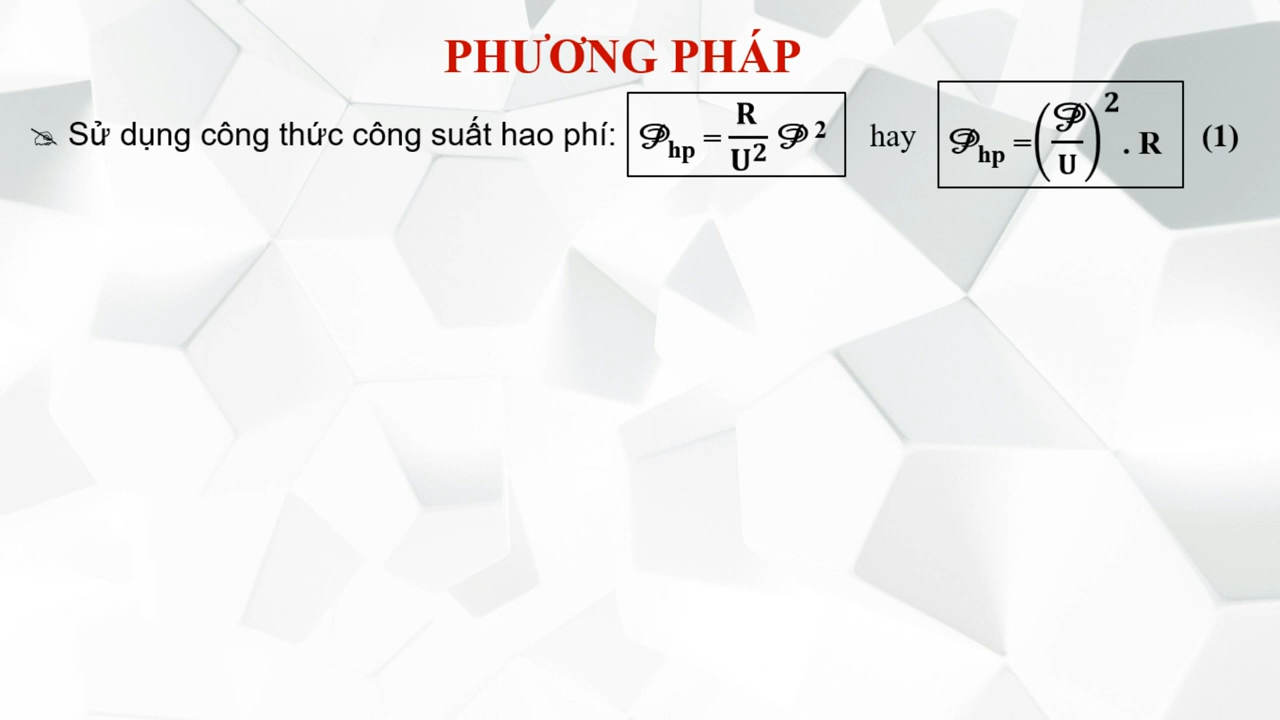 PHƯƠNG PHÁP
✍ Sử dụng công thức công suất hao phí: 𝒫hp = R/U² 𝒫² hay 𝒫hp = (𝒫/U)² . R (1)